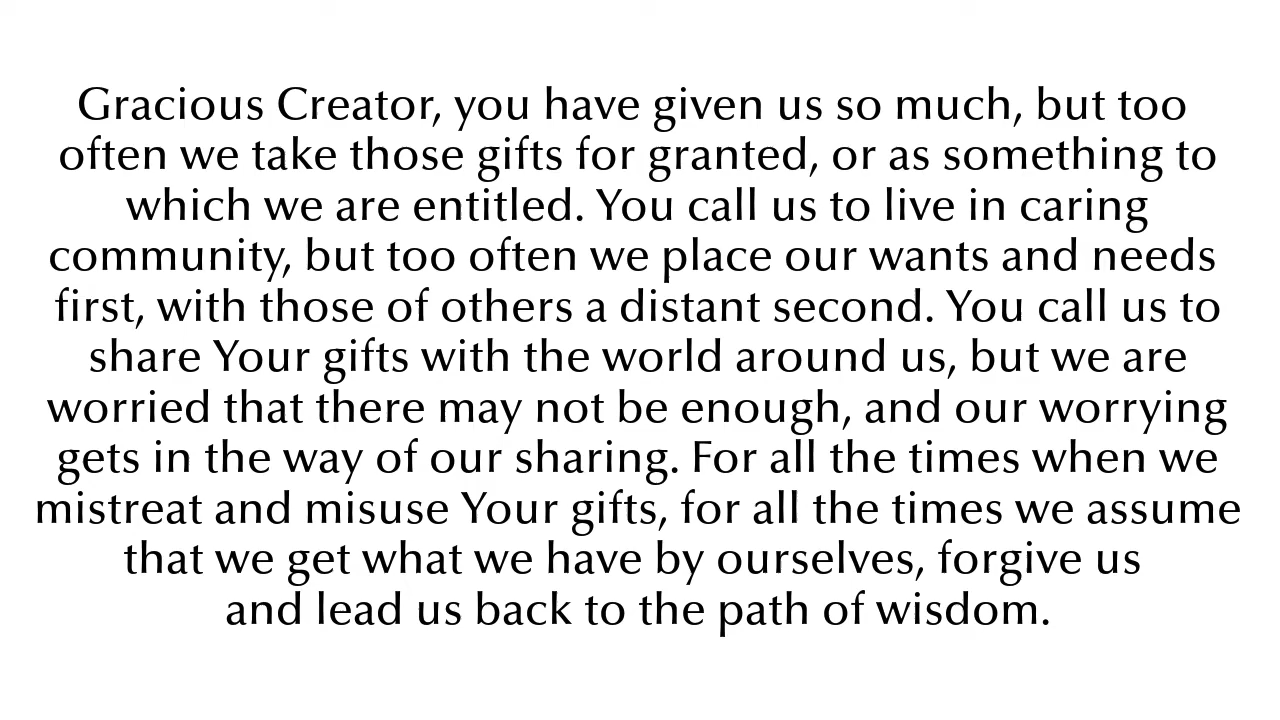 Gracious Creator, you have given us so much, but too
often we take those gifts for granted, or as something to
which we are entitled. You call us to live in caring
community, but too often we place our wants and needs
first, with those of others a distant second. You call us to
share Your gifts with the world around us, but we are
worried that there may not be enough, and our worrying
gets in the way of our sharing. For all the times when we
mistreat and misuse Your gifts, for all the times we assume
that we get what we have by ourselves, forgive us
and lead us back to the path of wisdom.